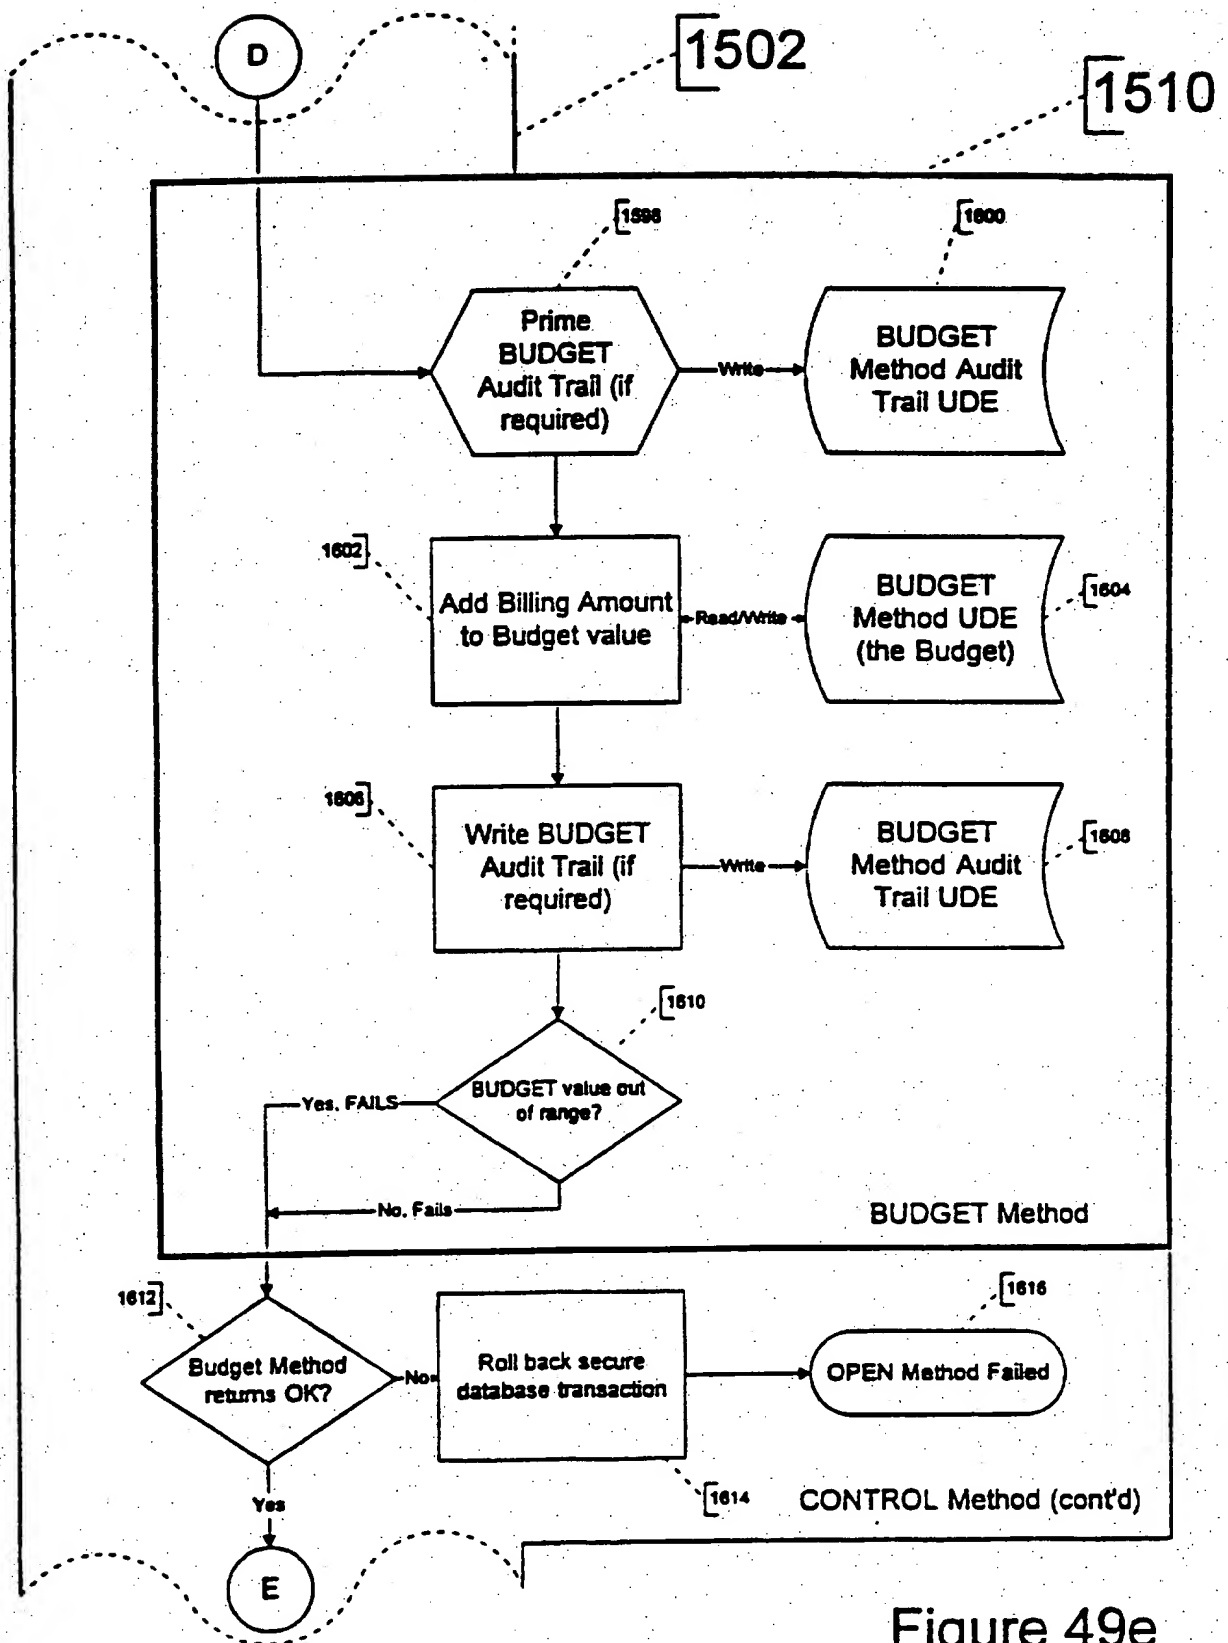 D
1502
1510
1598
1600
Prime
BUDGET
Audit Trail (if
required)
Write
BUDGET
Method Audit
Trail UDE
1602
Add Billing Amount
to Budget value
Read/Write
BUDGET
Method UDE
(the Budget)
1604
1606
Write BUDGET
Audit Trail (if
required)
Write
BUDGET
Method Audit
Trail UDE
1608
1610
BUDGET value out
of range?
Yes, FAILS
No, Fails
BUDGET Method
1612
Budget Method
returns OK?
No
Roll back secure
database transaction
1616
OPEN Method Failed
1614
CONTROL Method (cont'd)
Yes
E
Figure 49e